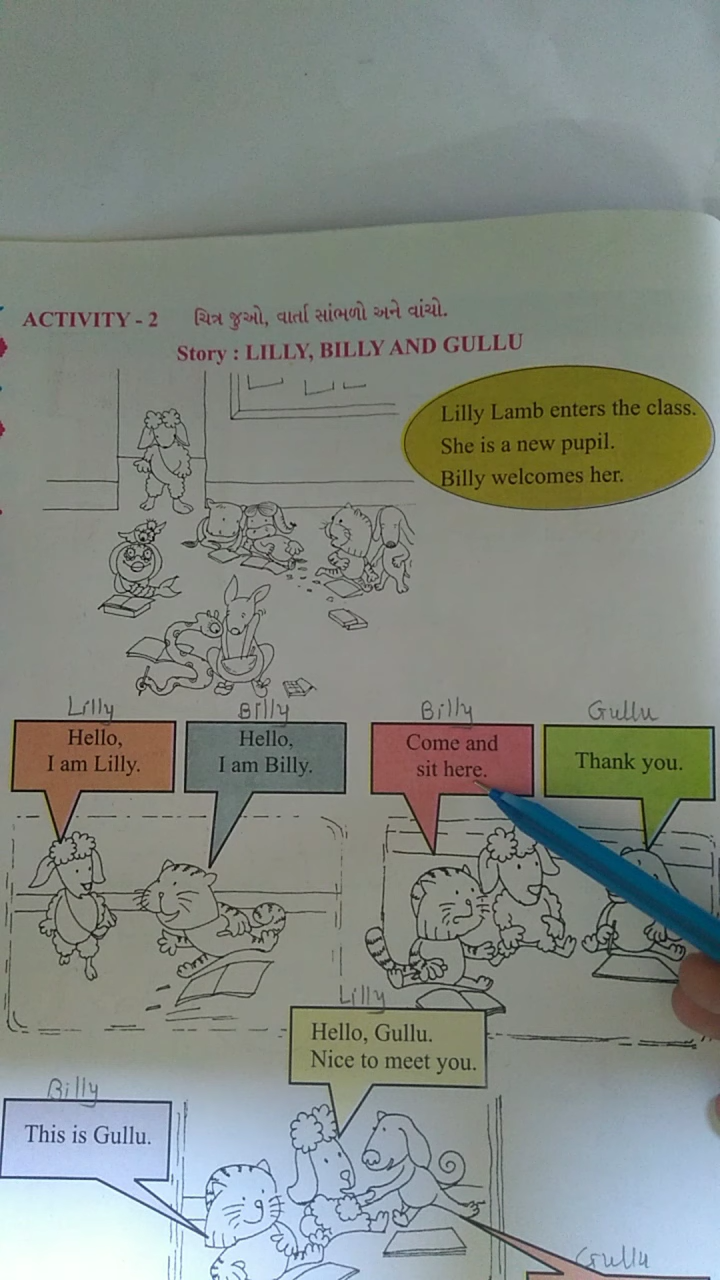 ACTIVITY - 2 ચિત્ર જુઓ, વાર્તા સાંભળો અને વાંચો.
Story : LILLY, BILLY AND GULLU
Lilly Lamb enters the class.
She is a new pupil.
Billy welcomes her.
Lilly
Hello,
I am Lilly.
Billy
Hello,
I am Billy.
Billy
Come and
sit here.
Gullu
Thank you.
Lilly
Hello, Gullu.
Nice to meet you.
Billy
This is Gullu.
Gullu